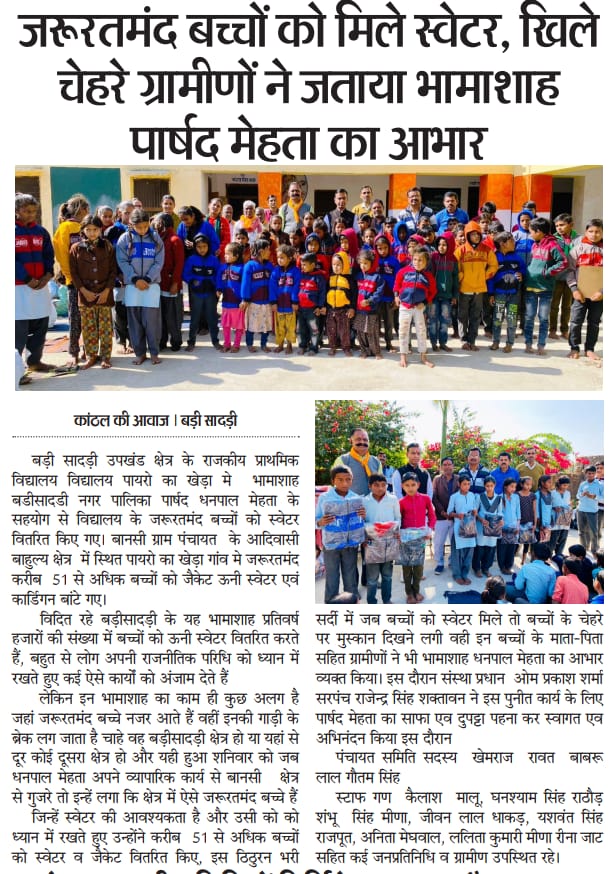 जरूरतमंद बच्चों को मिले स्वेटर, खिले
चेहरे ग्रामीणों ने जताया भामाशाह
पार्षद मेहता का आभार
कांठल की आवाज । बड़ी सादड़ी
बड़ी सादड़ी उपखंड क्षेत्र के राजकीय प्राथमिक
विद्यालय विद्यालय पायरो का खेड़ा मे भामाशाह
बडीसादडी नगर पालिका पार्षद धनपाल मेहता के
सहयोग से विद्यालय के जरूरतमंद बच्चों को स्वेटर
वितरित किए गए। बानसी ग्राम पंचायत के आदिवासी
बाहुल्य क्षेत्र में स्थित पायरो का खेड़ा गांव मे जरूरतमंद
करीब 51 से अधिक बच्चों को जैकेट ऊनी स्वेटर एवं
कार्डिगन बांटे गए।
विदित रहे बड़ीसादड़ी के यह भामाशाह प्रतिवर्ष
हजारों की संख्या में बच्चों को ऊनी स्वेटर वितरित करते
हैं, बहुत से लोग अपनी राजनीतिक परिधि को ध्यान में
रखते हुए कई ऐसे कार्यों को अंजाम देते हैं
लेकिन इन भामाशाह का काम ही कुछ अलग है
जहां जरूरतमंद बच्चे नजर आते हैं वहीं इनकी गाड़ी के
ब्रेक लग जाता है चाहे वह बड़ीसादड़ी क्षेत्र हो या यहां से
दूर कोई दूसरा क्षेत्र हो और यही हुआ शनिवार को जब
धनपाल मेहता अपने व्यापारिक कार्य से बानसी क्षेत्र
से गुजरे तो इन्हें लगा कि क्षेत्र में ऐसे जरूरतमंद बच्चे हैं
जिन्हें स्वेटर की आवश्यकता है और उसी को को
ध्यान में रखते हुए उन्होंने करीब 51 से अधिक बच्चों
को स्वेटर व जैकेट वितरित किए, इस ठिठुरन भरी
सर्दी में जब बच्चों को स्वेटर मिले तो बच्चों के चेहरे
पर मुस्कान दिखने लगी वही इन बच्चों के माता-पिता
सहित ग्रामीणों ने भी भामाशाह धनपाल मेहता का आभार
व्यक्त किया। इस दौरान संस्था प्रधान ओम प्रकाश शर्मा
सरपंच राजेन्द्र सिंह शक्तावन ने इस पुनीत कार्य के लिए
पार्षद मेहता का साफा एव दुपट्टा पहना कर स्वागत एव
अभिनंदन किया इस दौरान
पंचायत समिति सदस्य खेमराज रावत बाबरू
लाल गौतम सिंह
स्टाफ गण कैलाश मालू, घनश्याम सिंह राठौड़
शंभू सिंह मीणा, जीवन लाल धाकड़, यशवंत सिंह
राजपूत, अनिता मेघवाल, ललिता कुमारी मीणा रीना जाट
सहित कई जनप्रतिनिधि व ग्रामीण उपस्थित रहे।